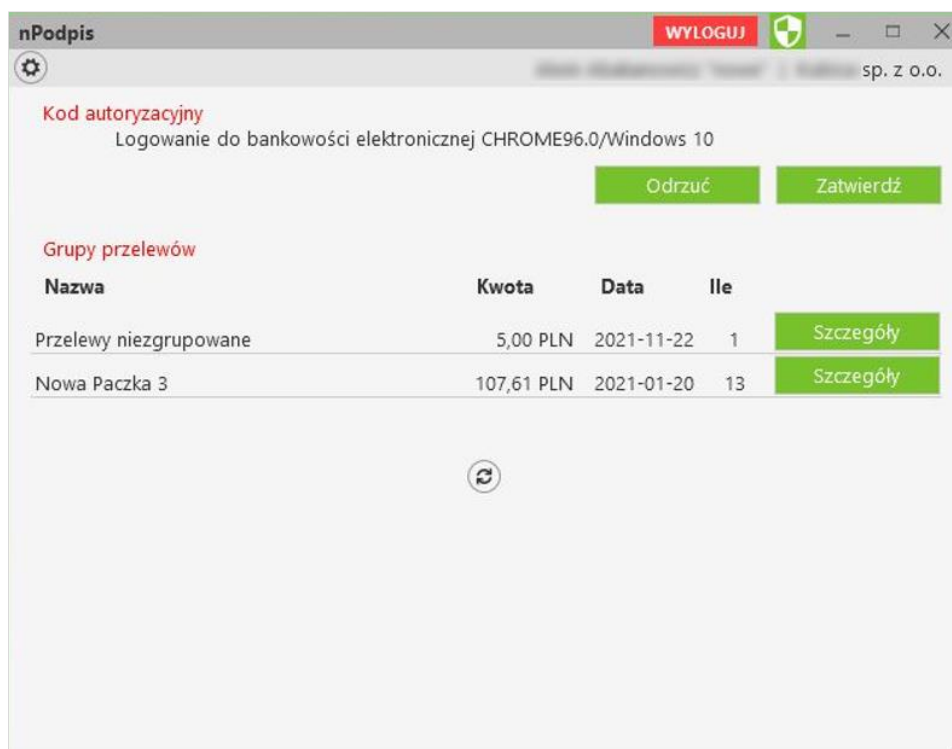 nPodpis WYLOGUJ
sp. z o.o.
Kod autoryzacyjny
Logowanie do bankowości elektronicznej CHROME96.0/Windows 10
Odrzuć Zatwierdź
Grupy przelewów
Nazwa Kwota Data Ile
Przelewy niezgrupowane 5,00 PLN 2021-11-22 1 Szczegóły
Nowa Paczka 3 107,61 PLN 2021-01-20 13 Szczegóły